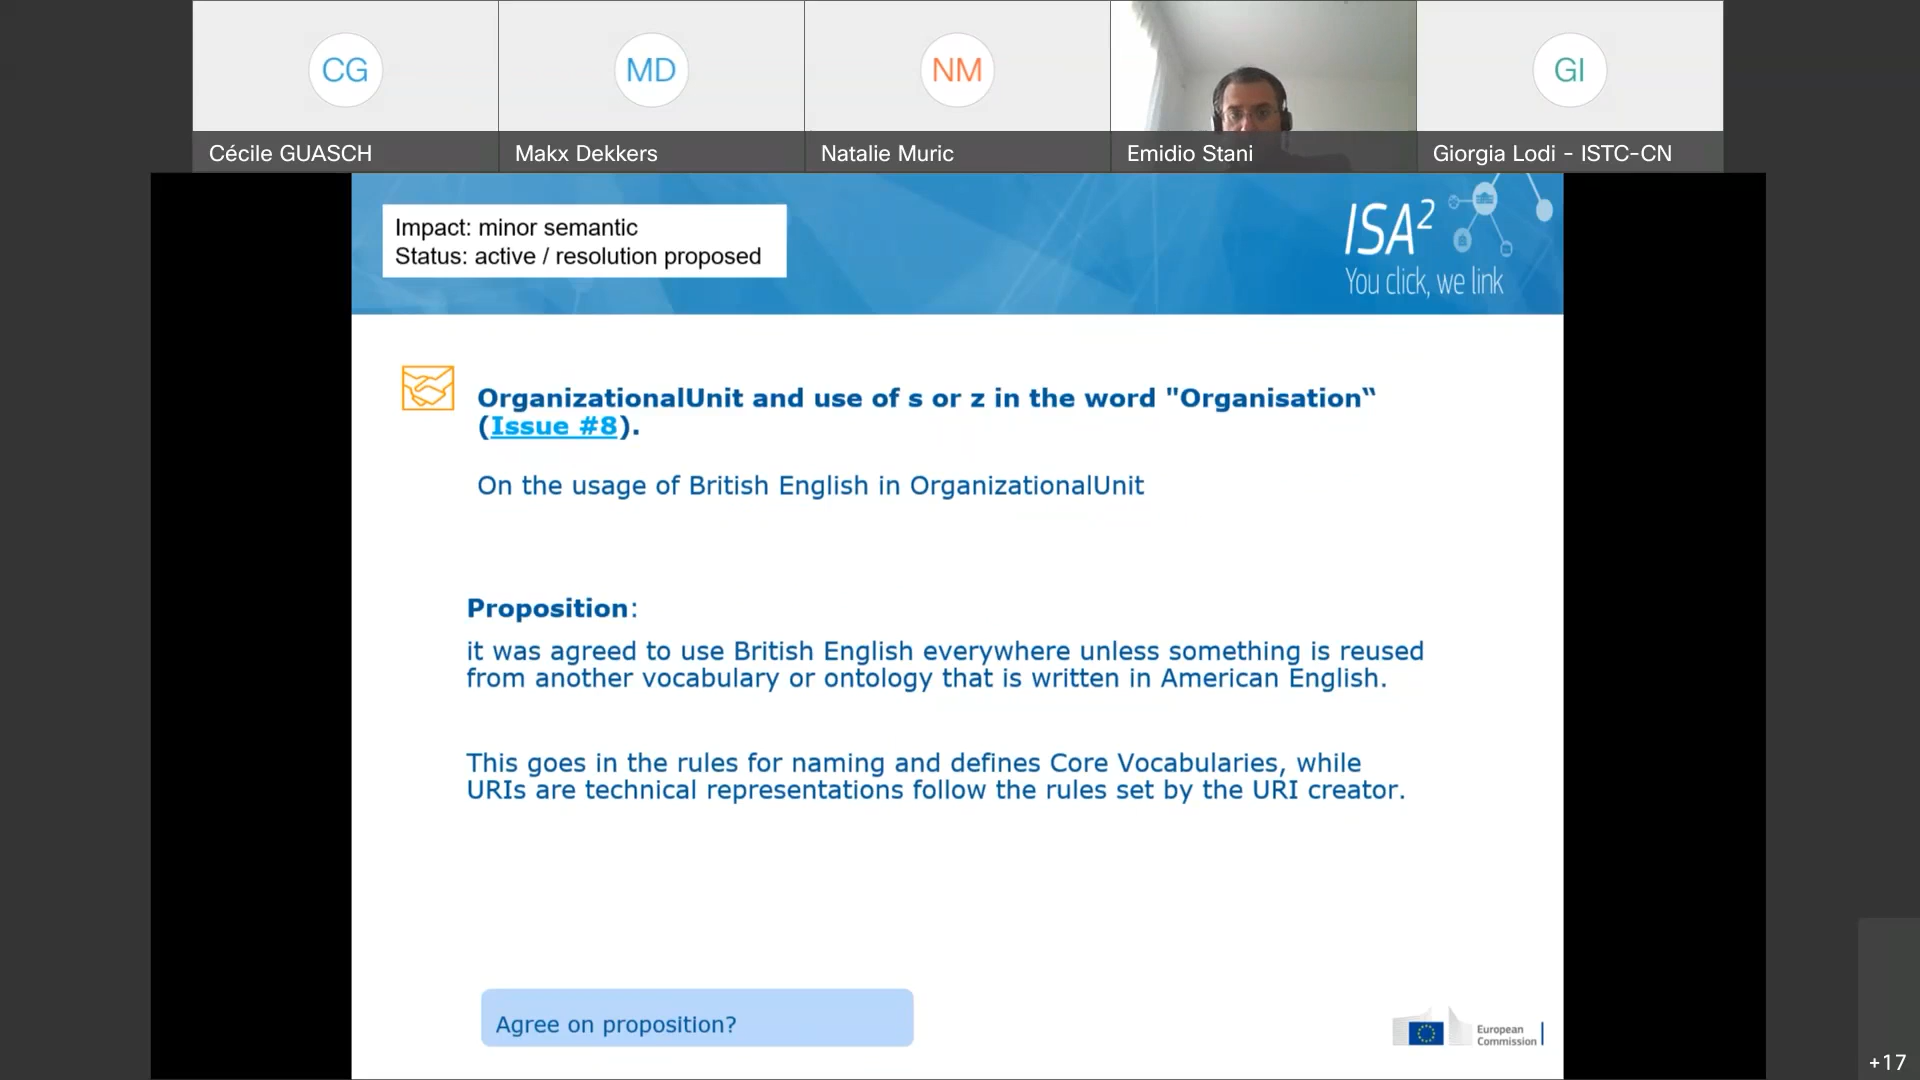 CG
MD
NM
GI
Cécile GUASCH
Makx Dekkers
Natalie Muric
Emidio Stani
Giorgia Lodi - ISTC-CN
Impact: minor semantic
Status: active / resolution proposed
ISA²
You click, we link
OrganizationalUnit and use of s or z in the word "Organisation“
(Issue #8).
On the usage of British English in OrganizationalUnit
Proposition:
it was agreed to use British English everywhere unless something is reused
from another vocabulary or ontology that is written in American English.
This goes in the rules for naming and defines Core Vocabularies, while
URIs are technical representations follow the rules set by the URI creator.
Agree on proposition?
European
Commission
+17